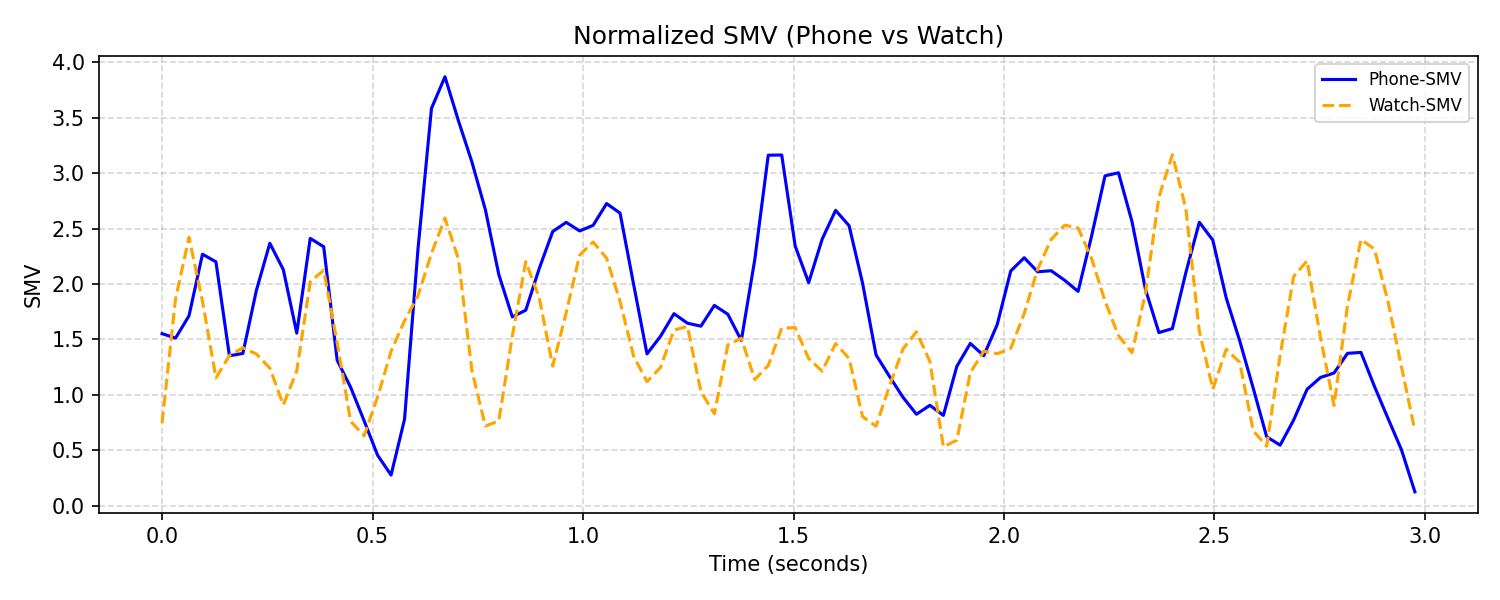 Normalized SMV (Phone vs Watch)
Phone-SMV
Watch-SMV
SMV
4.0
3.5
3.0
2.5
2.0
1.5
1.0
0.5
0.0
0.0 0.5 1.0 1.5 2.0 2.5 3.0
Time (seconds)